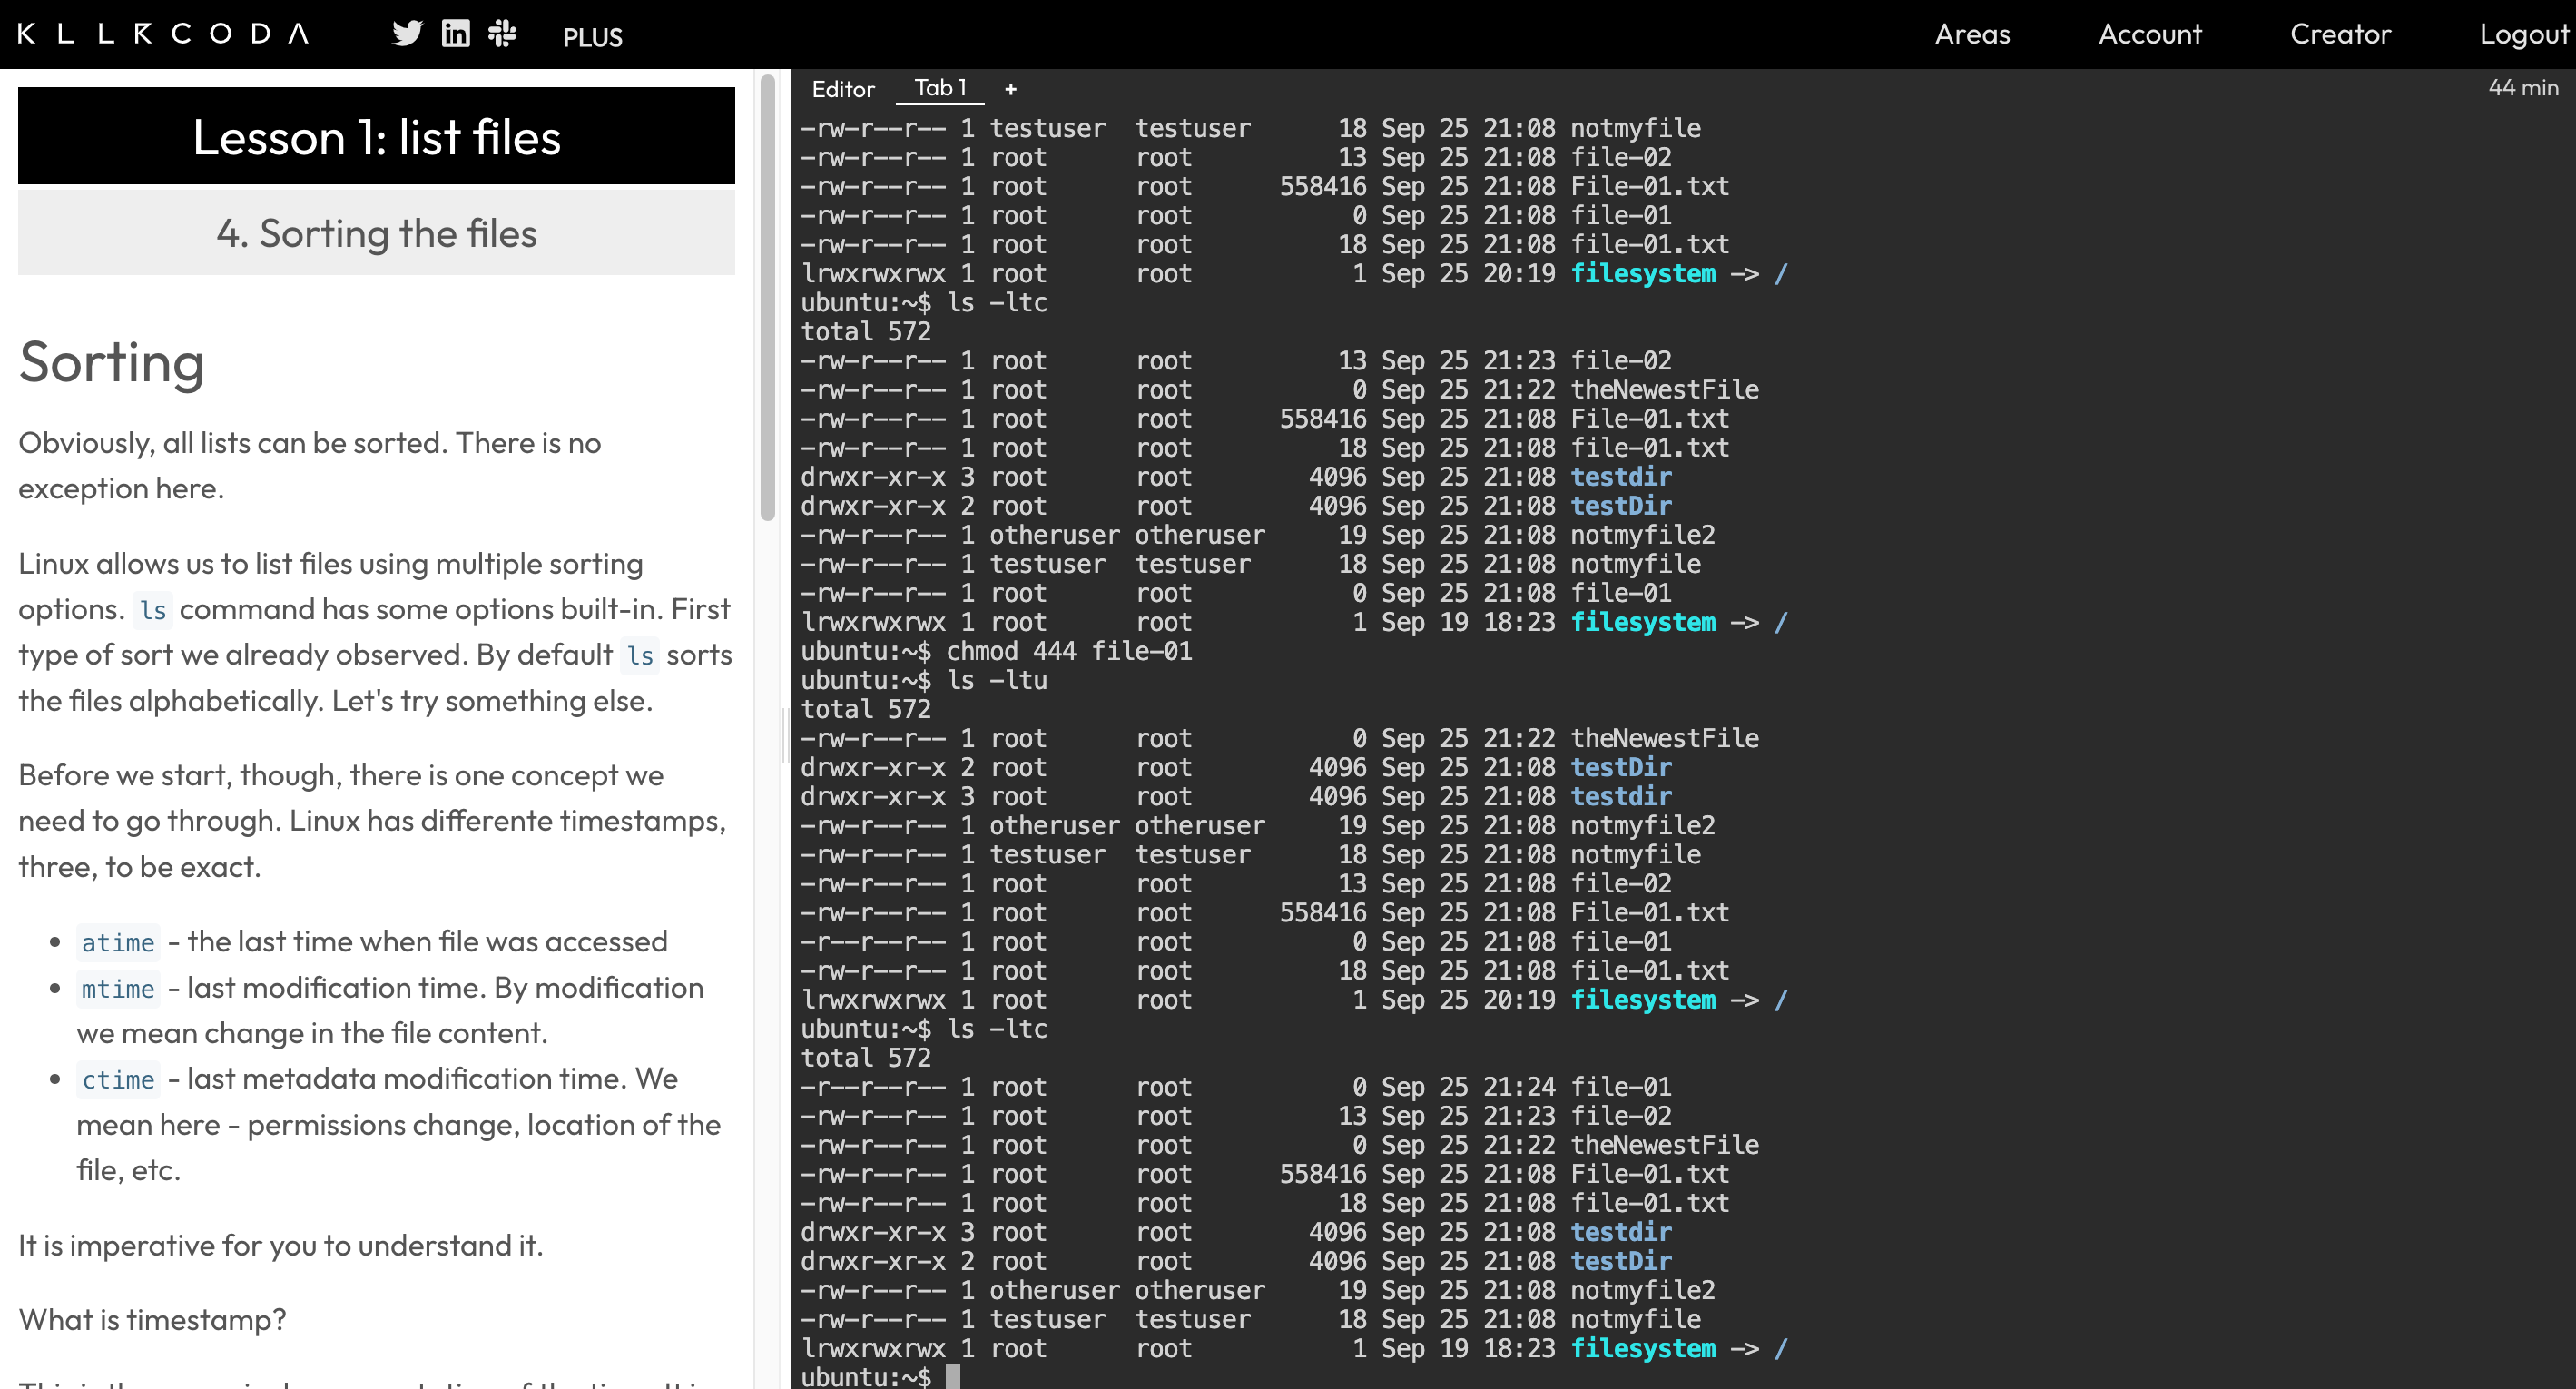 KLLRCODA PLUS Areas Account Creator Logout
Lesson 1: list files
4. Sorting the files
Sorting
Obviously, all lists can be sorted. There is no
exception here.
Linux allows us to list files using multiple sorting
options. ls command has some options built-in. First
type of sort we already observed. By default ls sorts
the files alphabetically. Let's try something else.
Before we start, though, there is one concept we
need to go through. Linux has differente timestamps,
three, to be exact.
• atime - the last time when file was accessed
• mtime - last modification time. By modification
we mean change in the file content.
• ctime - last metadata modification time. We
mean here - permissions change, location of the
file, etc.
It is imperative for you to understand it.
What is timestamp?
Editor Tab 1 + 44 min
-rw-r--r-- 1 testuser  testuser      18 Sep 25 21:08 notmyfile
-rw-r--r-- 1 root      root          13 Sep 25 21:08 file-02
-rw-r--r-- 1 root      root      558416 Sep 25 21:08 File-01.txt
-rw-r--r-- 1 root      root           0 Sep 25 21:08 file-01
-rw-r--r-- 1 root      root          18 Sep 25 21:08 file-01.txt
lrwxrwxrwx 1 root      root           1 Sep 25 20:19 filesystem -> /
ubuntu:~$ ls -ltc
total 572
-rw-r--r-- 1 root      root          13 Sep 25 21:23 file-02
-rw-r--r-- 1 root      root           0 Sep 25 21:22 theNewestFile
-rw-r--r-- 1 root      root      558416 Sep 25 21:08 File-01.txt
-rw-r--r-- 1 root      root          18 Sep 25 21:08 file-01.txt
drwxr-xr-x 3 root      root        4096 Sep 25 21:08 testdir
drwxr-xr-x 2 root      root        4096 Sep 25 21:08 testDir
-rw-r--r-- 1 otheruser otheruser     19 Sep 25 21:08 notmyfile2
-rw-r--r-- 1 testuser  testuser      18 Sep 25 21:08 notmyfile
-rw-r--r-- 1 root      root           0 Sep 25 21:08 file-01
lrwxrwxrwx 1 root      root           1 Sep 19 18:23 filesystem -> /
ubuntu:~$ chmod 444 file-01
ubuntu:~$ ls -ltu
total 572
-rw-r--r-- 1 root      root           0 Sep 25 21:22 theNewestFile
drwxr-xr-x 2 root      root        4096 Sep 25 21:08 testDir
drwxr-xr-x 3 root      root        4096 Sep 25 21:08 testdir
-rw-r--r-- 1 otheruser otheruser     19 Sep 25 21:08 notmyfile2
-rw-r--r-- 1 testuser  testuser      18 Sep 25 21:08 notmyfile
-rw-r--r-- 1 root      root          13 Sep 25 21:08 file-02
-rw-r--r-- 1 root      root      558416 Sep 25 21:08 File-01.txt
-r--r--r-- 1 root      root           0 Sep 25 21:08 file-01
-rw-r--r-- 1 root      root          18 Sep 25 21:08 file-01.txt
lrwxrwxrwx 1 root      root           1 Sep 25 20:19 filesystem -> /
ubuntu:~$ ls -ltc
total 572
-r--r--r-- 1 root      root           0 Sep 25 21:24 file-01
-rw-r--r-- 1 root      root          13 Sep 25 21:23 file-02
-rw-r--r-- 1 root      root           0 Sep 25 21:22 theNewestFile
-rw-r--r-- 1 root      root      558416 Sep 25 21:08 File-01.txt
-rw-r--r-- 1 root      root          18 Sep 25 21:08 file-01.txt
drwxr-xr-x 3 root      root        4096 Sep 25 21:08 testdir
drwxr-xr-x 2 root      root        4096 Sep 25 21:08 testDir
-rw-r--r-- 1 otheruser otheruser     19 Sep 25 21:08 notmyfile2
-rw-r--r-- 1 testuser  testuser      18 Sep 25 21:08 notmyfile
lrwxrwxrwx 1 root      root           1 Sep 19 18:23 filesystem -> /
ubuntu:~$